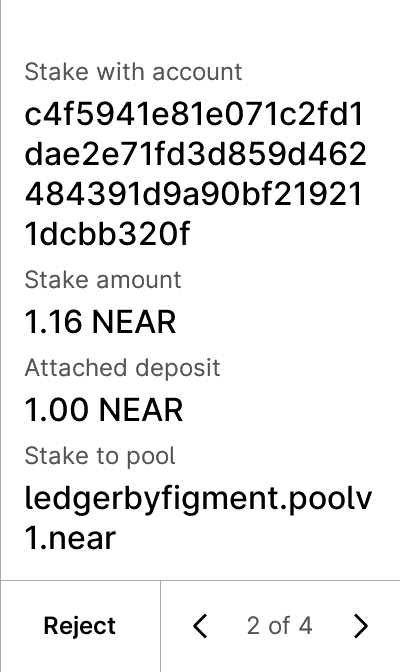 Stake with account
c4f5941e81e071c2fd1
dae2e71fd3d859d462
484391d9a90bf21921
1dcbb320f
Stake amount
1.16 NEAR
Attached deposit
1.00 NEAR
Stake to pool
ledgerbyfigment.poolv
1.near
Reject
2 of 4